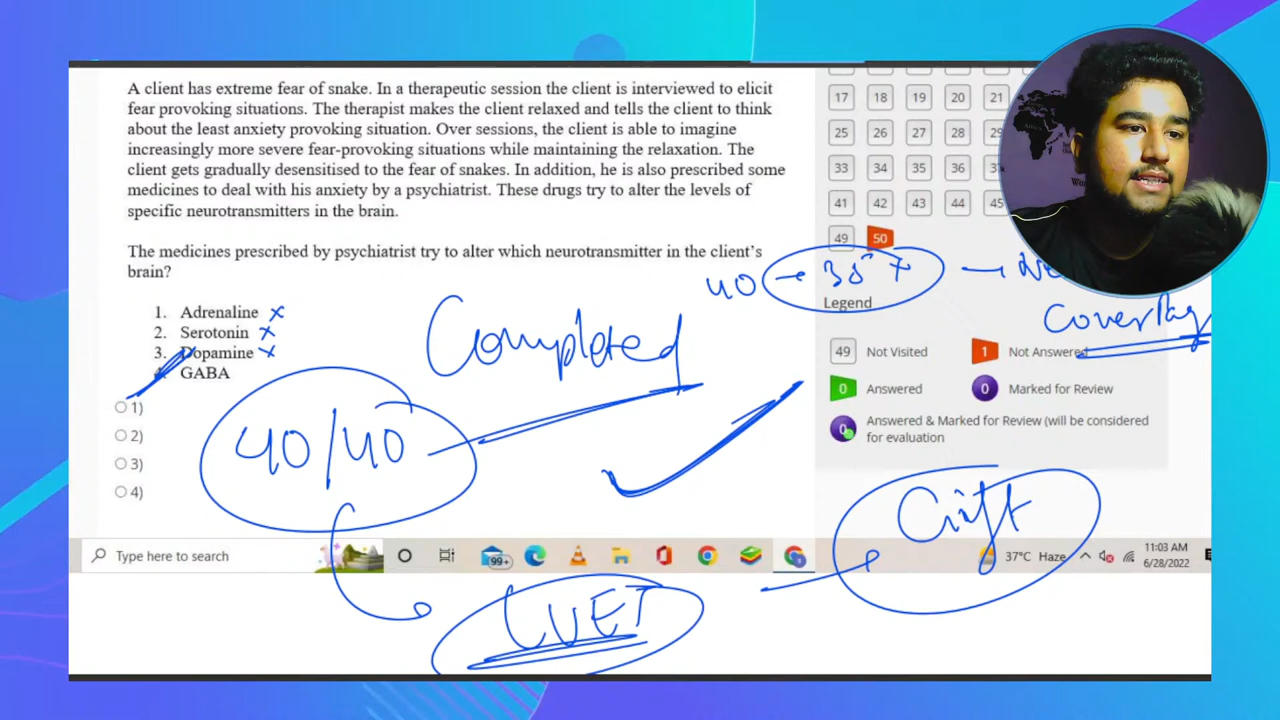 A client has extreme fear of snake. In a therapeutic session the client is interviewed to elicit
fear provoking situations. The therapist makes the client relaxed and tells the client to think
about the least anxiety provoking situation. Over sessions, the client is able to imagine
increasingly more severe fear-provoking situations while maintaining the relaxation. The
client gets gradually desensitised to the fear of snakes. In addition, he is also prescribed some
medicines to deal with his anxiety by a psychiatrist. These drugs try to alter the levels of
specific neurotransmitters in the brain.
The medicines prescribed by psychiatrist try to alter which neurotransmitter in the client's
brain?
1. Adrenaline x
2. Serotonin x
3. Dopamine x
4. GABA
1)
2)
3)
4)
Completed
40/40
CUET
17 18 19 20 21
25 26 27 28 29
33 34 35 36
41 42 43 44 45
49 50
40
Legend
49 Not Visited 1 Not Answered
0 Answered 0 Marked for Review
0 Answered & Marked for Review (will be considered
for evaluation
Type here to search
99+
37°C Haze
11:03 AM
6/28/2022